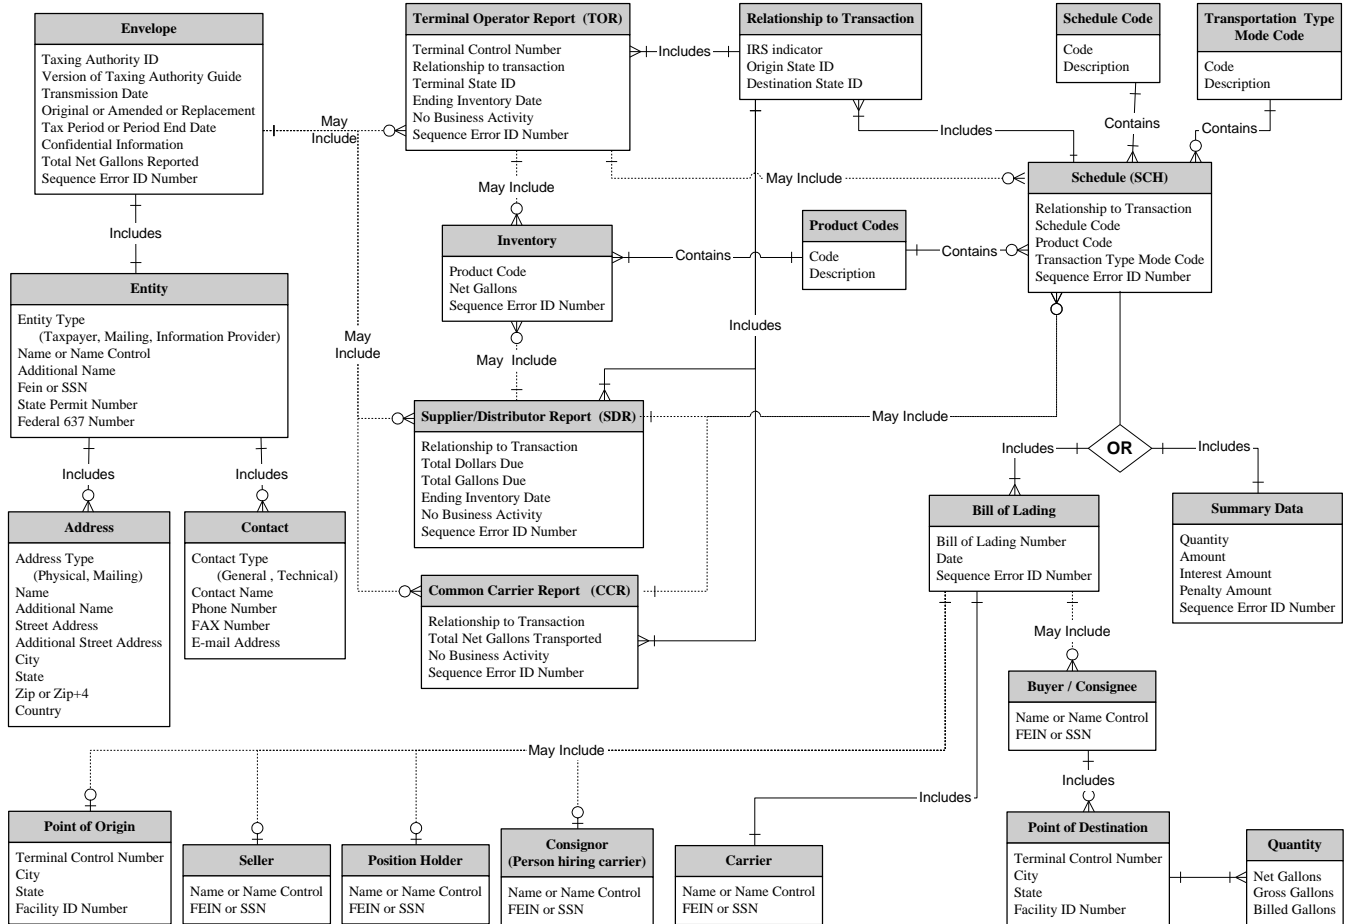 Envelope
Taxing Authority ID
Version of Taxing Authority Guide
Transmission Date
Original or Amended or Replacement
Tax Period or Period End Date
Confidential Information
Total Net Gallons Reported
Sequence Error ID Number
May
Include
Terminal Operator Report (TOR)
Terminal Control Number
Relationship to transaction
Terminal State ID
Ending Inventory Date
No Business Activity
Sequence Error ID Number
Includes
Relationship to Transaction
IRS indicator
Origin State ID
Destination State ID
Includes
Schedule Code
Code
Description
Contains
Transportation Type
Mode Code
Code
Description
Contains
May Include
May Include
Schedule (SCH)
Relationship to Transaction
Schedule Code
Product Code
Transaction Type Mode Code
Sequence Error ID Number
Product Codes
Code
Description
Contains
Contains
Inventory
Product Code
Net Gallons
Sequence Error ID Number
Includes
Entity
Entity Type
(Taxpayer, Mailing, Information Provider)
Name or Name Control
Additional Name
Fein or SSN
State Permit Number
Federal 637 Number
May
Include
May Include
Includes
Supplier/Distributor Report (SDR)
Relationship to Transaction
Total Dollars Due
Total Gallons Due
Ending Inventory Date
No Business Activity
Sequence Error ID Number
May Include
Includes
OR
Includes
Includes
Includes
Address
Address Type
(Physical, Mailing)
Name
Additional Name
Street Address
Additional Street Address
City
State
Zip or Zip+4
Country
Contact
Contact Type
(General , Technical)
Contact Name
Phone Number
FAX Number
E-mail Address
Common Carrier Report (CCR)
Relationship to Transaction
Total Net Gallons Transported
No Business Activity
Sequence Error ID Number
Bill of Lading
Bill of Lading Number
Date
Sequence Error ID Number
Summary Data
Quantity
Amount
Interest Amount
Penalty Amount
Sequence Error ID Number
May Include
Buyer / Consignee
Name or Name Control
FEIN or SSN
May Include
Includes
Includes
Point of Origin
Terminal Control Number
City
State
Facility ID Number
Seller
Name or Name Control
FEIN or SSN
Position Holder
Name or Name Control
FEIN or SSN
Consignor
(Person hiring carrier)
Name or Name Control
FEIN or SSN
Carrier
Name or Name Control
FEIN or SSN
Point of Destination
Terminal Control Number
City
State
Facility ID Number
Quantity
Net Gallons
Gross Gallons
Billed Gallons